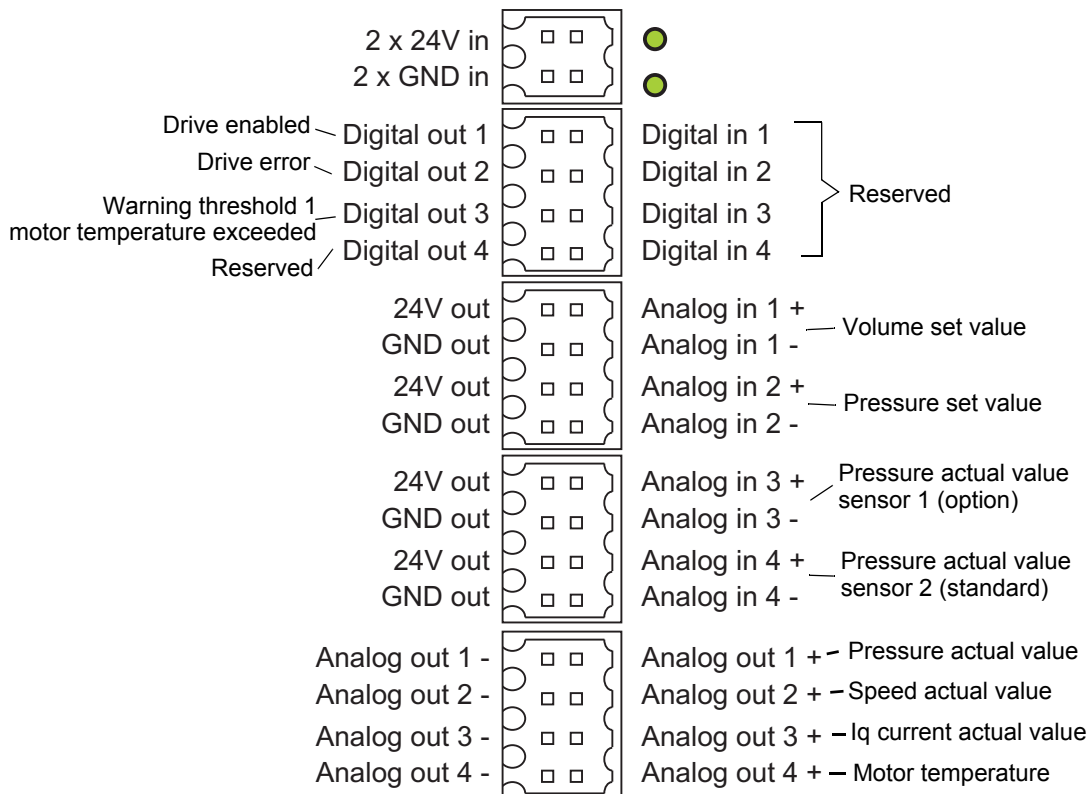 2 x 24V in
2 x GND in
Drive enabled
Digital out 1
Digital in 1
Drive error
Digital out 2
Digital in 2
Reserved
Warning threshold 1
motor temperature exceeded
Digital out 3
Digital in 3
Reserved
Digital out 4
Digital in 4
24V out
Analog in 1 +
GND out
Analog in 1 -
Volume set value
24V out
Analog in 2 +
GND out
Analog in 2 -
Pressure set value
24V out
Analog in 3 +
GND out
Analog in 3 -
Pressure actual value
sensor 1 (option)
24V out
Analog in 4 +
GND out
Analog in 4 -
Pressure actual value
sensor 2 (standard)
Analog out 1 -
Analog out 1 +
Pressure actual value
Analog out 2 -
Analog out 2 +
Speed actual value
Analog out 3 -
Analog out 3 +
Iq current actual value
Analog out 4 -
Analog out 4 +
Motor temperature